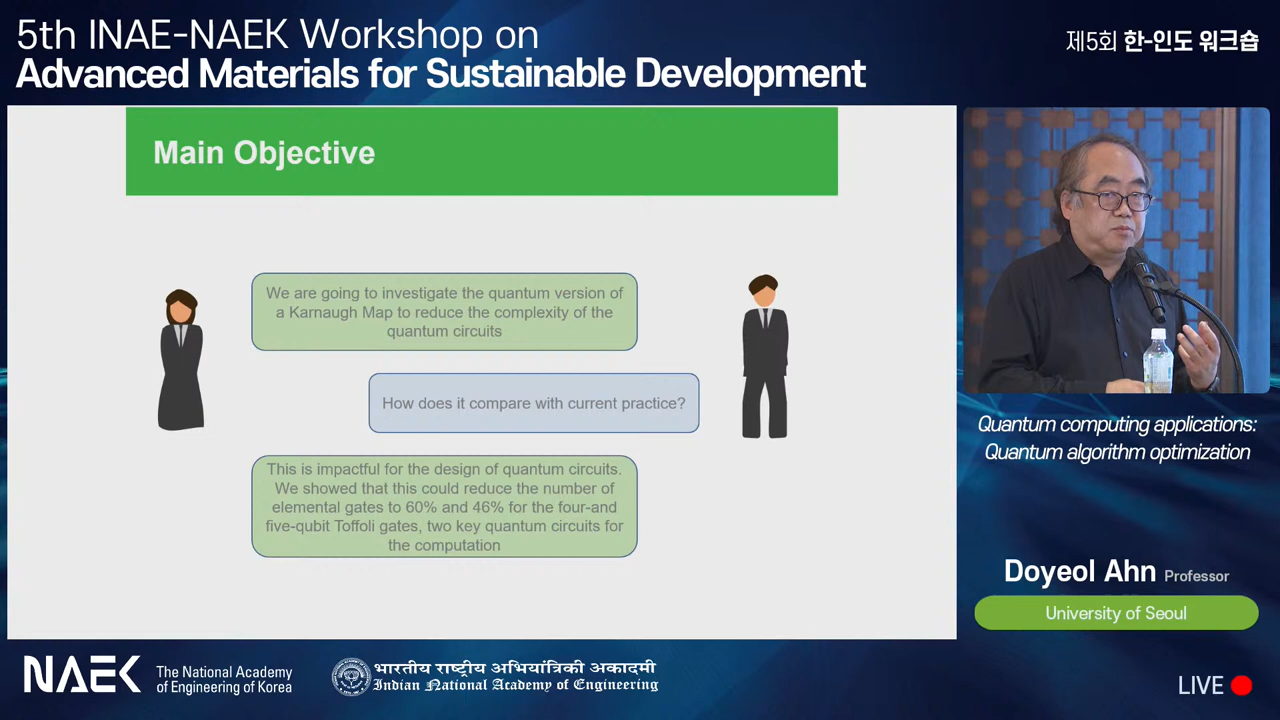 5th INAE-NAEK Workshop on
Advanced Materials for Sustainable Development
제5회 한-인도 워크숍
Main Objective
We are going to investigate the quantum version of
a Karnaugh Map to reduce the complexity of the
quantum circuits
How does it compare with current practice?
This is impactful for the design of quantum circuits.
We showed that this could reduce the number of
elemental gates to 60% and 46% for the four-and
five-qubit Toffoli gates, two key quantum circuits for
the computation
Quantum computing applications:
Quantum algorithm optimization
Doyeol Ahn Professor
University of Seoul
NAEK
The National Academy
of Engineering of Korea
भारतीय राष्ट्रीय अभियांत्रिकी अकादमी
Indian National Academy of Engineering
LIVE